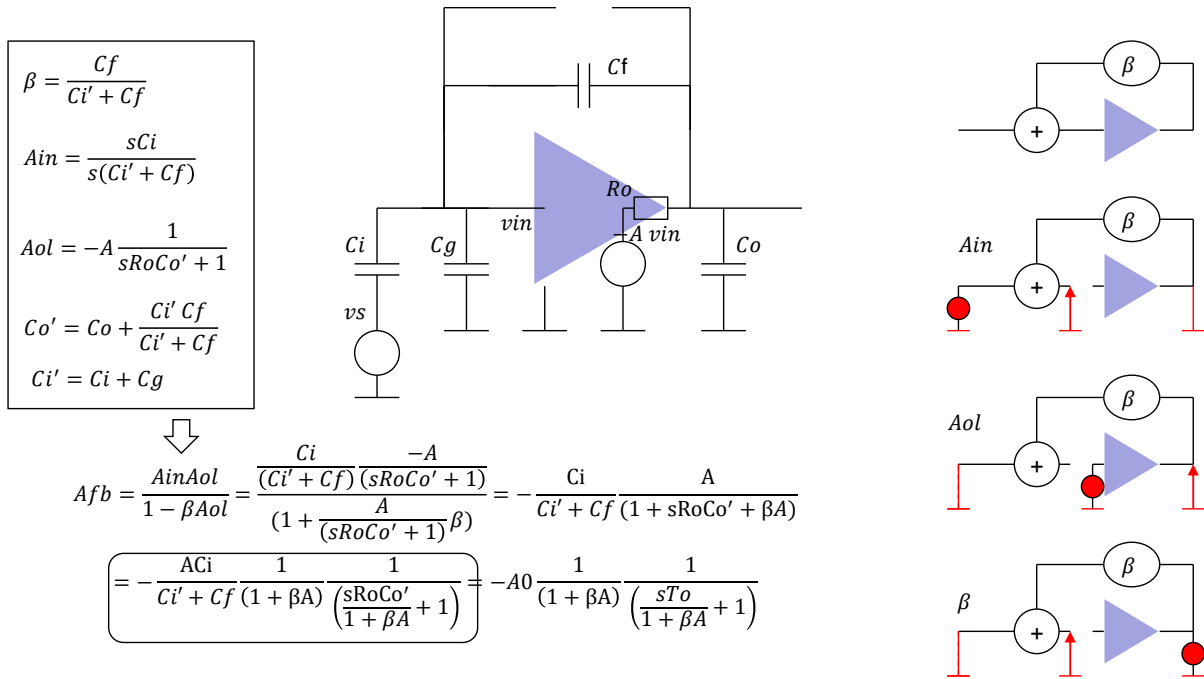 β = Cf / (Ci′ + Cf)
Ain = sCi / s(Ci′ + Cf)
Aol = −A 1 / (sRoCo′ + 1)
Co′ = Co + Ci′ Cf / (Ci′ + Cf)
Ci′ = Ci + Cg
Cf
Ro
vin
−A vin
Ci
Cg
Co
vs
Afb = AinAol / (1 − βAol) = (Ci / (Ci′ + Cf) −A / (sRoCo′ + 1)) / (1 + A / (sRoCo′ + 1) β) = − Ci / (Ci′ + Cf) A / (1 + sRoCo′ + βA)
= − ACi / (Ci′ + Cf) 1 / (1 + βA) 1 / (sRoCo′ / (1 + βA) + 1) = −A0 1 / (1 + βA) 1 / (sTo / (1 + βA) + 1)
β
+
Ain
β
+
Aol
β
+
β
β
+